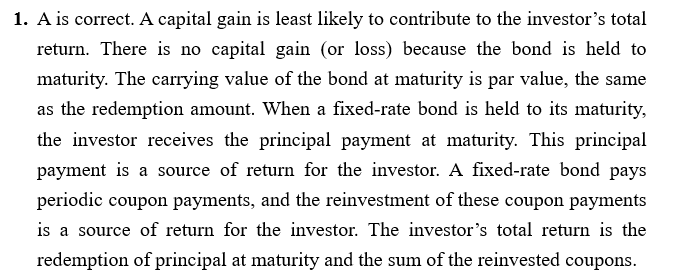 1. A is correct. A capital gain is least likely to contribute to the investor’s total
return. There is no capital gain (or loss) because the bond is held to
maturity. The carrying value of the bond at maturity is par value, the same
as the redemption amount. When a fixed-rate bond is held to its maturity,
the investor receives the principal payment at maturity. This principal
payment is a source of return for the investor. A fixed-rate bond pays
periodic coupon payments, and the reinvestment of these coupon payments
is a source of return for the investor. The investor’s total return is the
redemption of principal at maturity and the sum of the reinvested coupons.